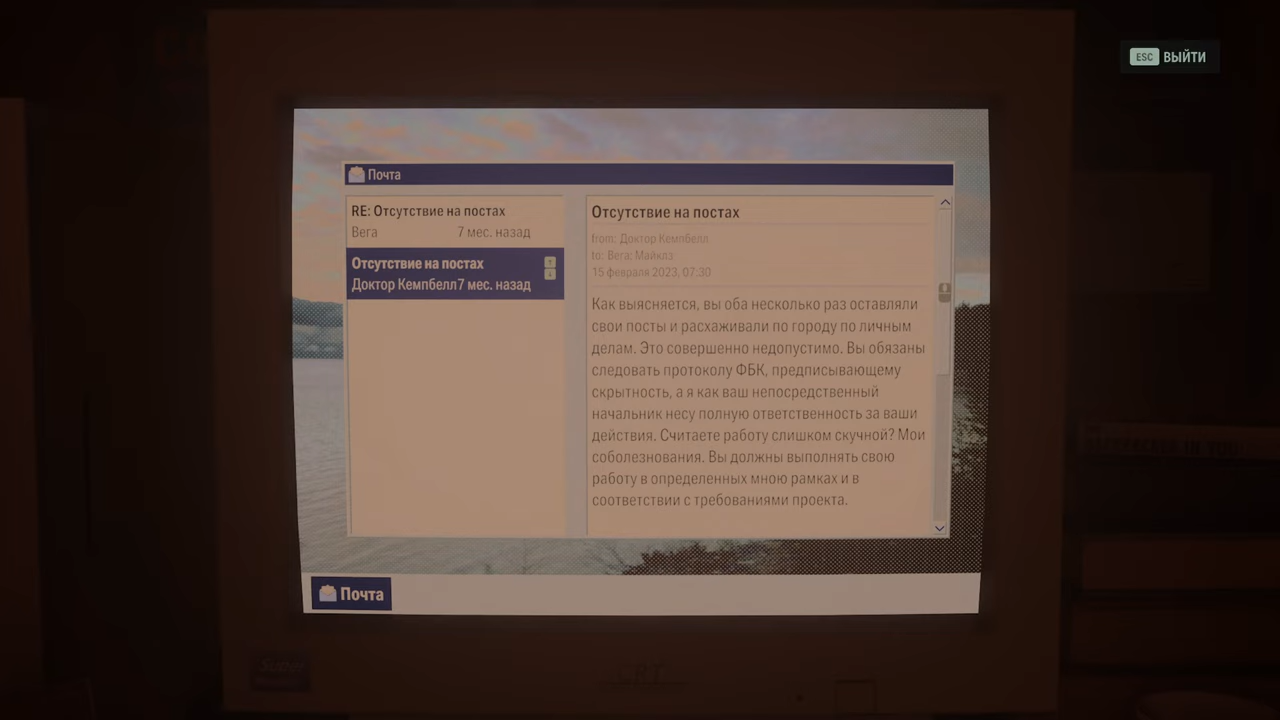 ESC ВЫЙТИ
Почта
RE: Отсутствие на постах
Вега 7 мес. назад
Отсутствие на постах
Доктор Кемпбелл 7 мес. назад
Отсутствие на постах
from: Доктор Кемпбелл
to: Вега; Майклз
15 февраля 2023, 07:30
Как выясняется, вы оба несколько раз оставляли
свои посты и расхаживали по городу по личным
делам. Это совершенно недопустимо. Вы обязаны
следовать протоколу ФБК, предписывающему
скрытность, а я как ваш непосредственный
начальник несу полную ответственность за ваши
действия. Считаете работу слишком скучной? Мои
соболезнования. Вы должны выполнять свою
работу в определенных мною рамках и в
соответствии с требованиями проекта.
Почта
Super
CRT